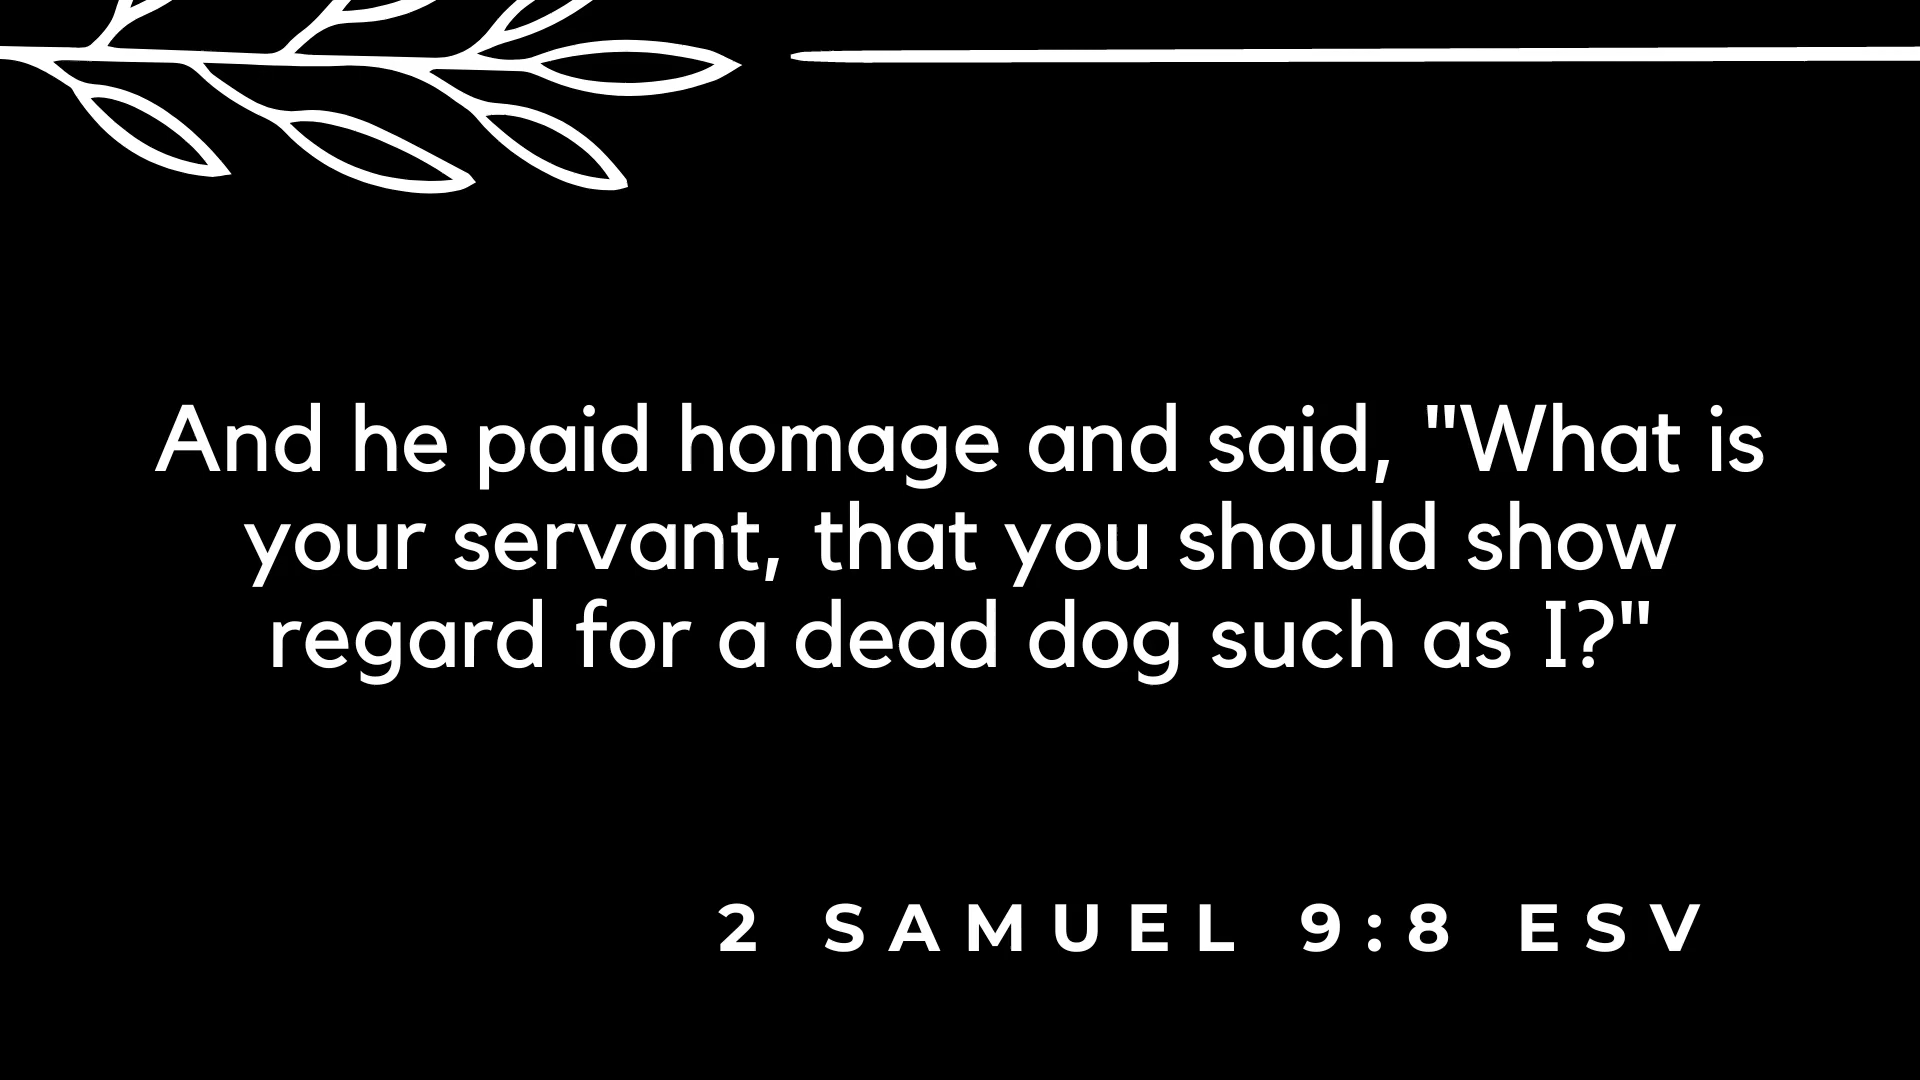 And he paid homage and said, "What is
your servant, that you should show
regard for a dead dog such as I?"
2 SAMUEL 9:8 ESV